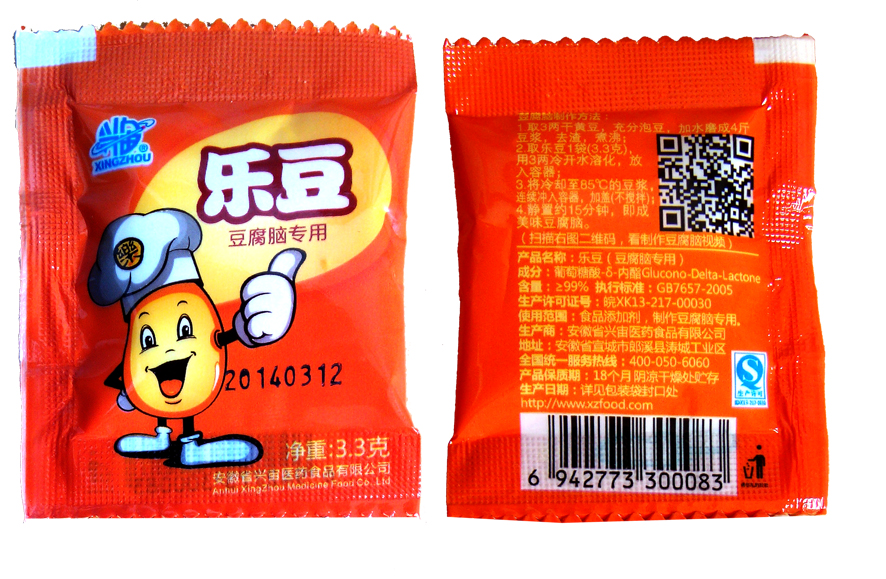 宙
XINGZHOU®
乐豆
豆腐脑专用
樂
20140312
净重:3.3克
安徽省兴宙医药食品有限公司
Anhui XingZhou Medicine Food Co.,Ltd
豆腐脑制作方法:
1.取3两干黄豆,充分泡豆,加水磨成4斤
豆浆,去渣,煮沸;
2.取乐豆1袋(3.3克),
用3两冷开水溶化,放
入容器;
3.将冷却至85℃的豆浆,
连续冲入容器,加盖(不搅拌);
4.静置约15分钟,即成
美味豆腐脑。
(扫描右图二维码,看制作豆腐脑视频)
产品名称:乐豆(豆腐脑专用)
成分:葡萄糖酸-δ-内酯Glucono-Delta-Lactone
含量:≥99% 执行标准:GB7657-2005
生产许可证号:皖XK13-217-00030
使用范围:食品添加剂,制作豆腐脑专用。
生产商:安徽省兴宙医药食品有限公司
地址:安徽省宣城市郎溪县涛城工业区
全国统一服务热线:400-050-6060
产品保质期:18个月 阴凉干燥处贮存
生产日期:详见包装袋封口处
http://www.xzfood.com
生产许可
6 942773 300083